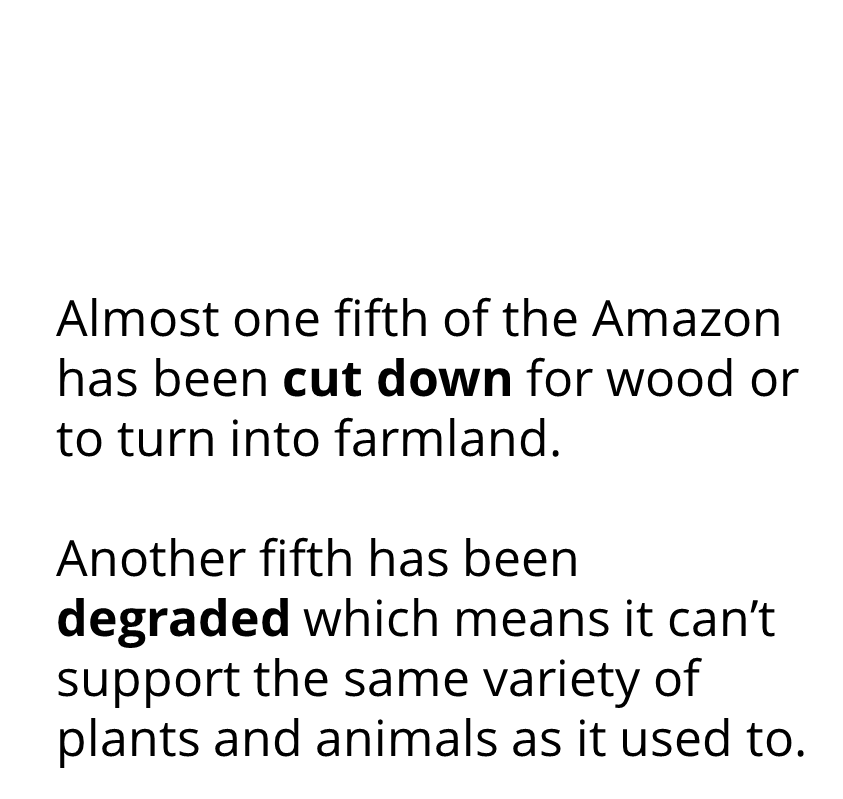 Almost one fifth of the Amazon
has been cut down for wood or
to turn into farmland.
Another fifth has been
degraded which means it can’t
support the same variety of
plants and animals as it used to.